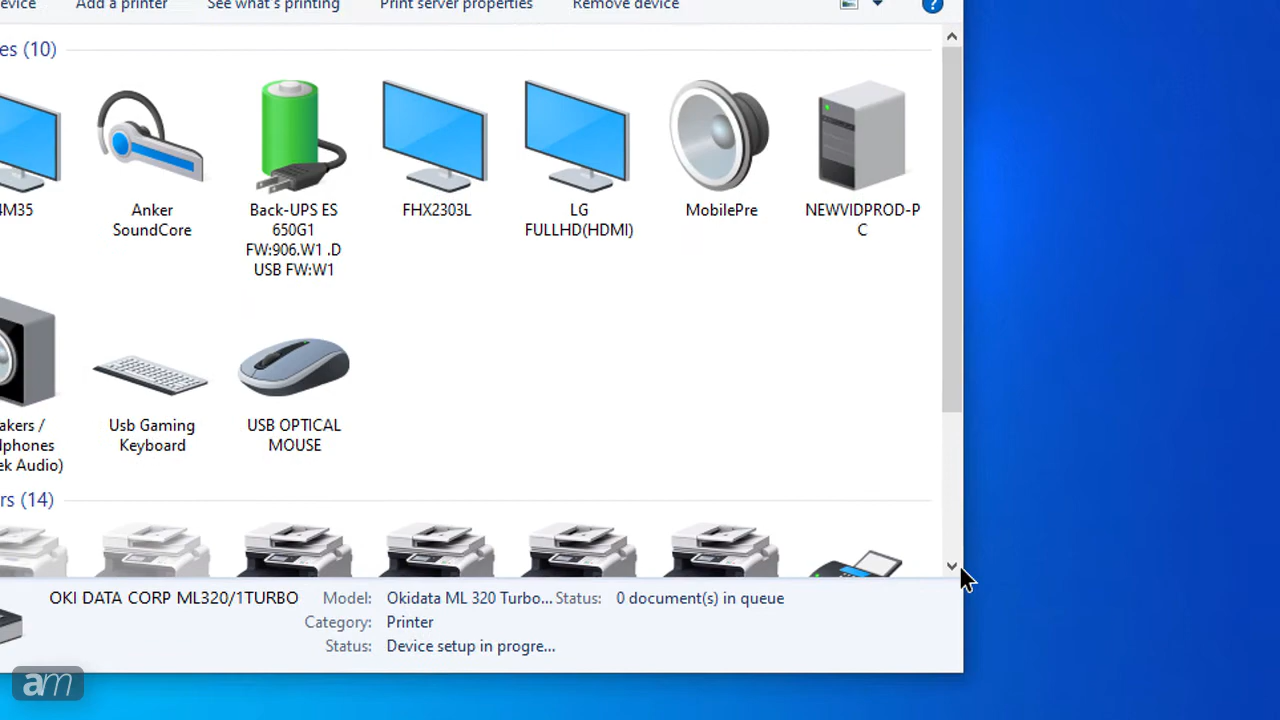 evice Add a printer See what's printing Print server properties Remove device
es (10)
4M35
Anker
SoundCore
Back-UPS ES
650G1
FW:906.W1 .D
USB FW:W1
FHX2303L
LG
FULLHD(HDMI)
MobilePre
NEWVIDPROD-P
C
akers /
lphones
ek Audio)
Usb Gaming
Keyboard
USB OPTICAL
MOUSE
rs (14)
OKI DATA CORP ML320/1TURBO Model: Okidata ML 320 Turbo... Status: 0 document(s) in queue
Category: Printer
Status: Device setup in progre...
am